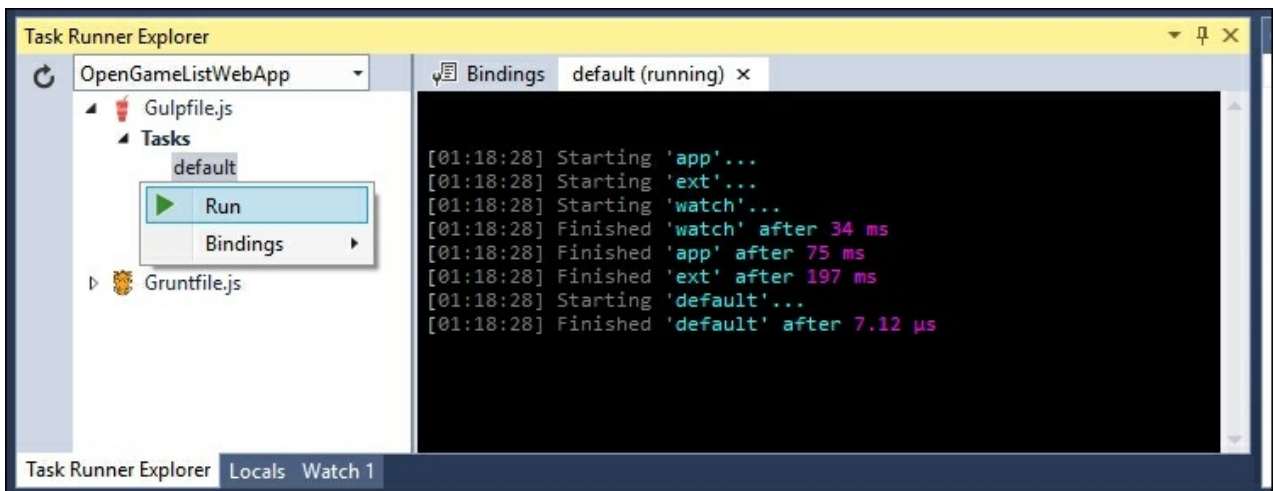 Task Runner Explorer
OpenGameListWebApp
Gulpfile.js
Tasks
default
Run
Bindings
Gruntfile.js
Bindings default (running)
[01:18:28] Starting 'app'...
[01:18:28] Starting 'ext'...
[01:18:28] Starting 'watch'...
[01:18:28] Finished 'watch' after 34 ms
[01:18:28] Finished 'app' after 75 ms
[01:18:28] Finished 'ext' after 197 ms
[01:18:28] Starting 'default'...
[01:18:28] Finished 'default' after 7.12 µs
Task Runner Explorer Locals Watch 1